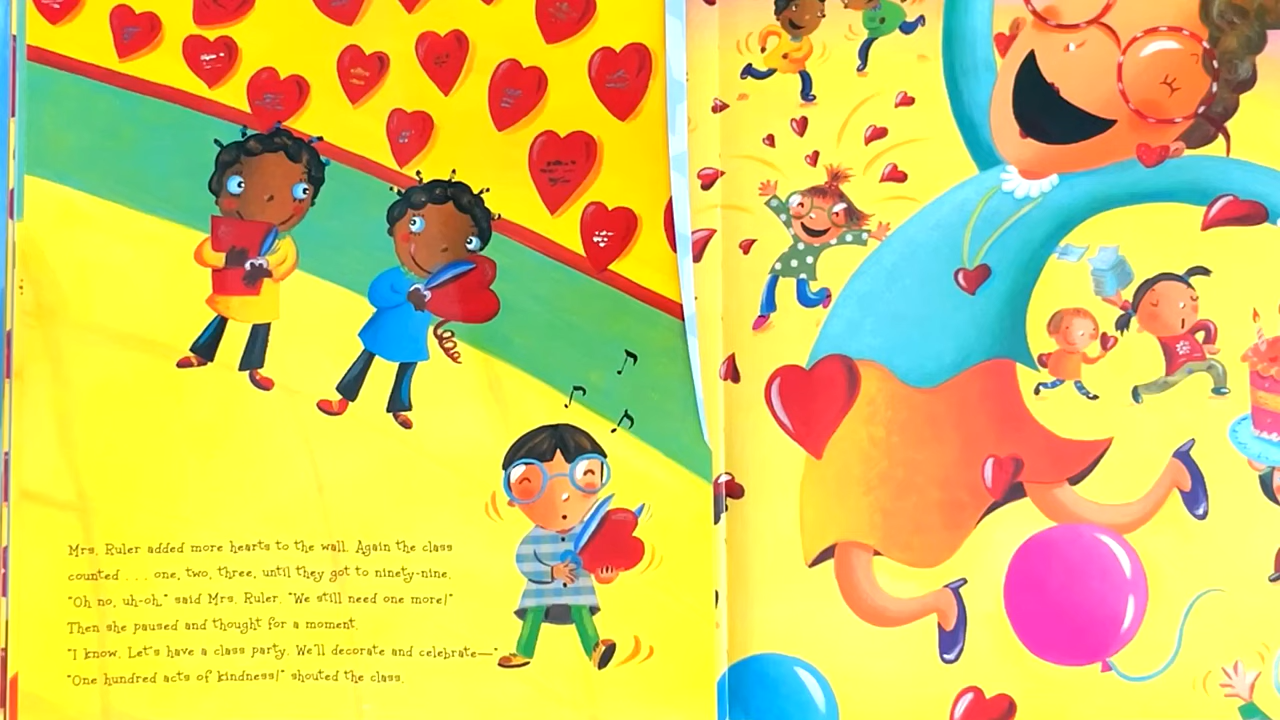 Mrs. Ruler added more hearts to the wall. Again the class
counted . . . one, two, three, until they got to ninety-nine.
"Oh no, uh-oh," said Mrs. Ruler. "We still need one more!"
Then she paused and thought for a moment.
"I know. Let's have a class party. We'll decorate and celebrate—"
"One hundred acts of kindness!" shouted the class.